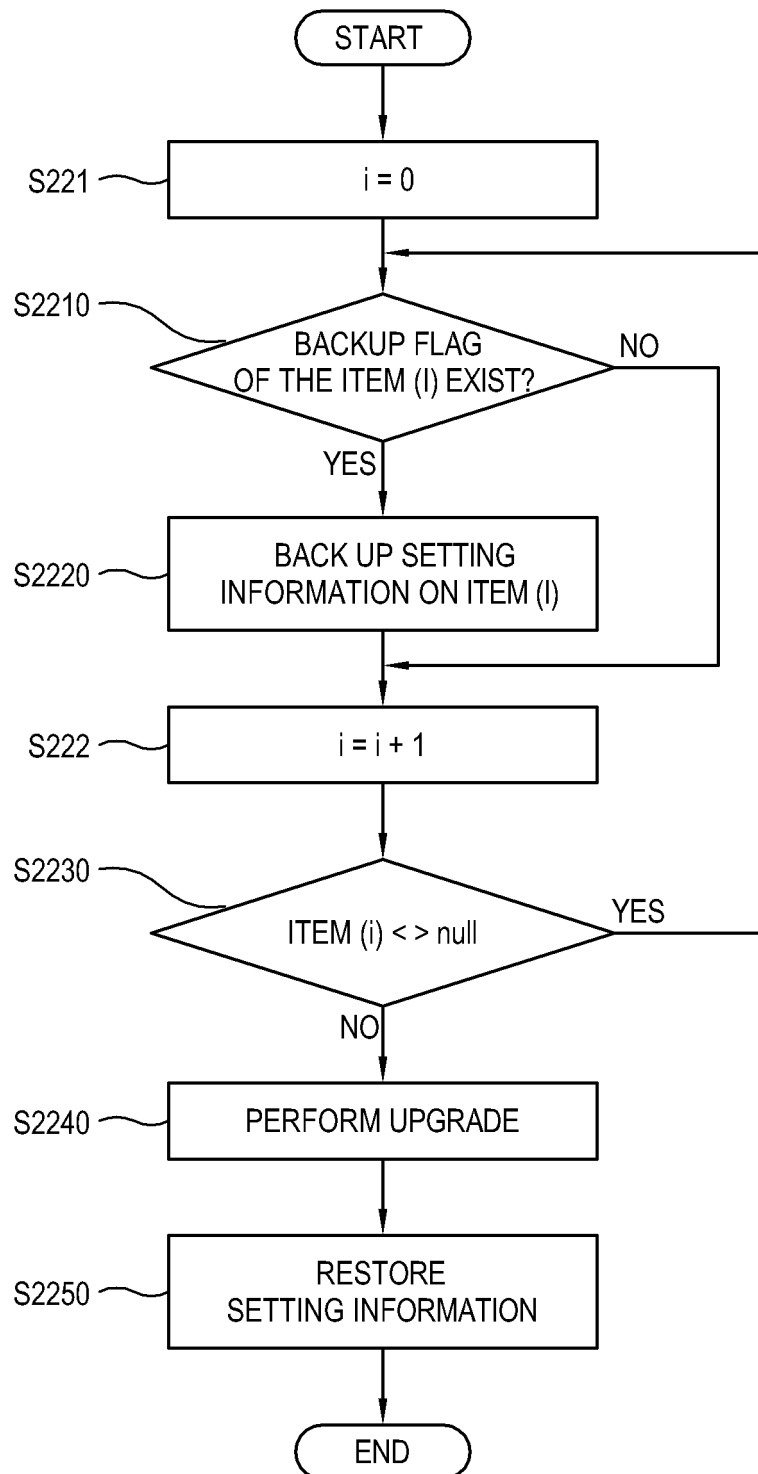 START
S221
i = 0
S2210
BACKUP FLAG
OF THE ITEM (I) EXIST?
NO
YES
S2220
BACK UP SETTING
INFORMATION ON ITEM (I)
S222
i = i + 1
S2230
ITEM (i) < > null
YES
NO
S2240
PERFORM UPGRADE
S2250
RESTORE
SETTING INFORMATION
END